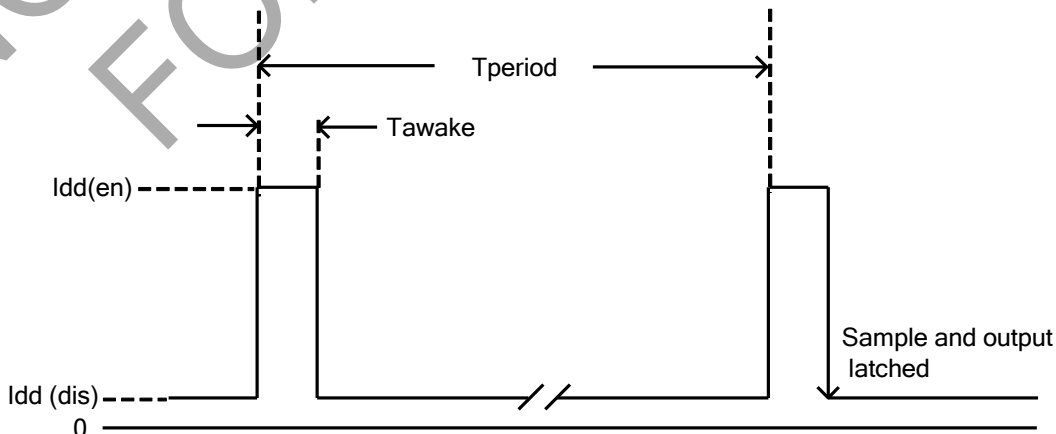 Tperiod
Tawake
Idd(en)
Idd (dis)
0
Sample and output
latched